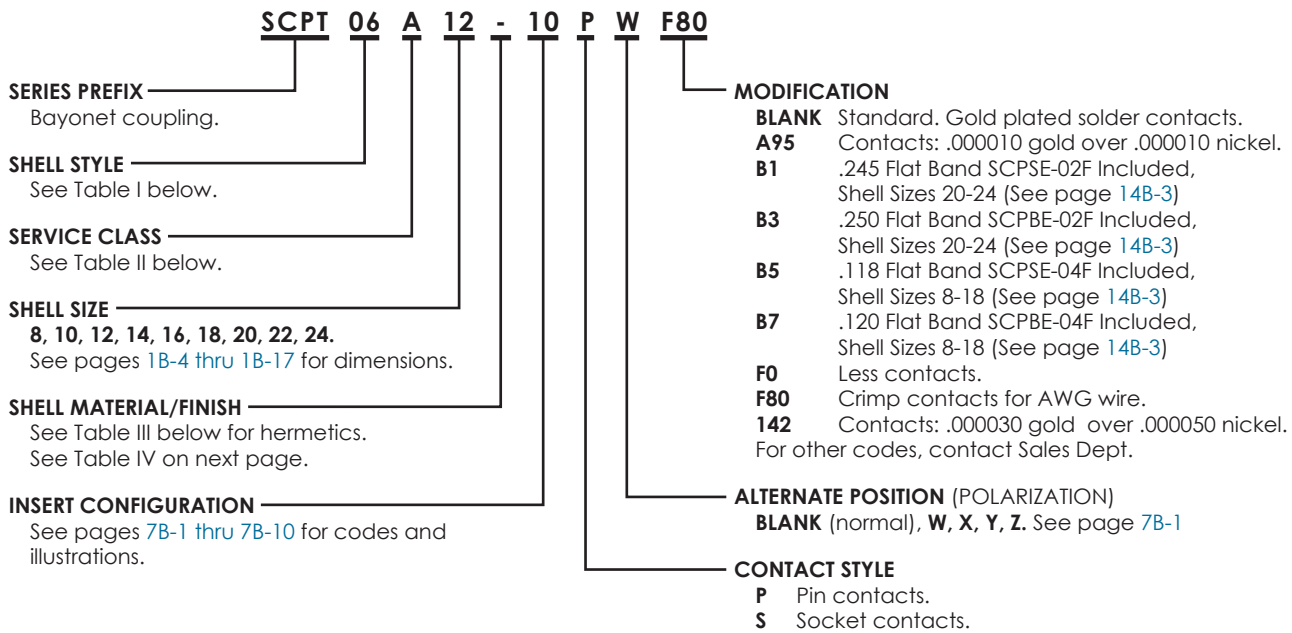 SCPT 06 A 12 - 10 P W F80
SERIES PREFIX
Bayonet coupling.
SHELL STYLE
See Table I below.
SERVICE CLASS
See Table II below.
SHELL SIZE
8, 10, 12, 14, 16, 18, 20, 22, 24.
See pages 1B-4 thru 1B-17 for dimensions.
SHELL MATERIAL/FINISH
See Table III below for hermetics.
See Table IV on next page.
INSERT CONFIGURATION
See pages 7B-1 thru 7B-10 for codes and
illustrations.
MODIFICATION
BLANK Standard. Gold plated solder contacts.
A95 Contacts: .000010 gold over .000010 nickel.
B1 .245 Flat Band SCPSE-02F Included,
Shell Sizes 20-24 (See page 14B-3)
B3 .250 Flat Band SCPBE-02F Included,
Shell Sizes 20-24 (See page 14B-3)
B5 .118 Flat Band SCPSE-04F Included,
Shell Sizes 8-18 (See page 14B-3)
B7 .120 Flat Band SCPBE-04F Included,
Shell Sizes 8-18 (See page 14B-3)
F0 Less contacts.
F80 Crimp contacts for AWG wire.
142 Contacts: .000030 gold over .000050 nickel.
For other codes, contact Sales Dept.
ALTERNATE POSITION (POLARIZATION)
BLANK (normal), W, X, Y, Z. See page 7B-1
CONTACT STYLE
P Pin contacts.
S Socket contacts.